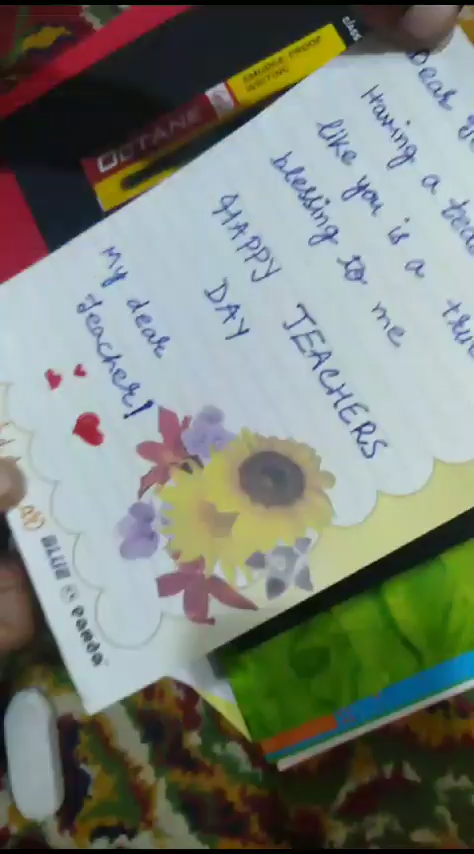 Dear
Having a
like you is a
blessing to me
HAPPY TEACHERS
DAY
My dear
teacher!
BLUE PANDA
OCTANE
SMUDGE PROOF
WRITING